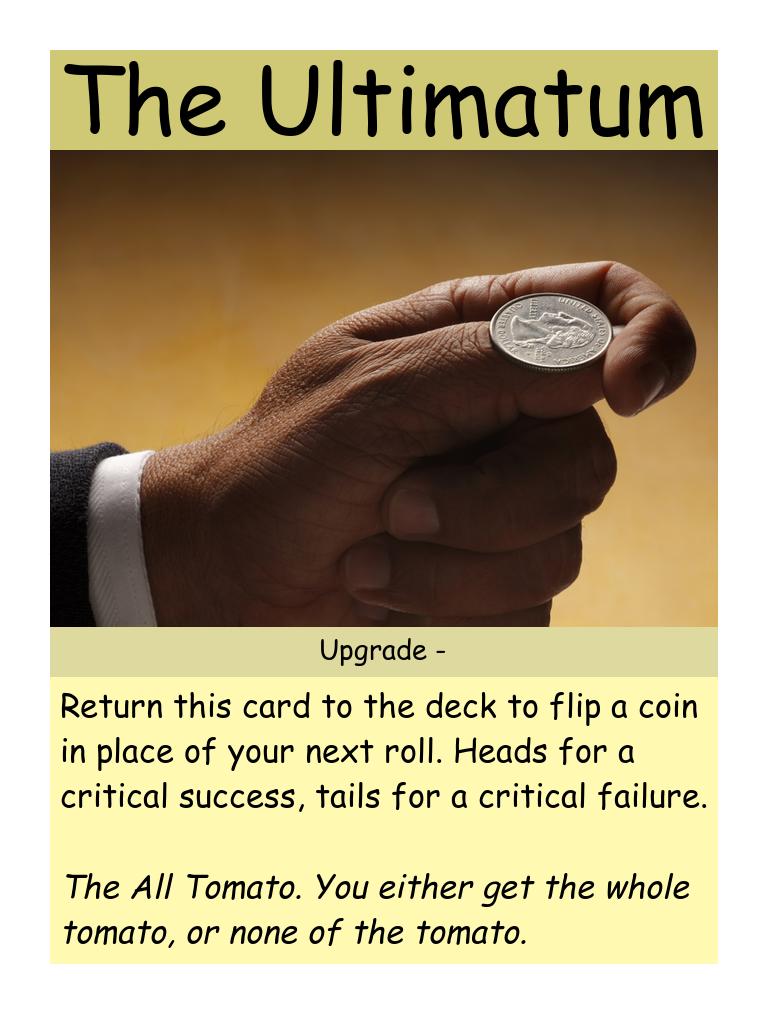 The Ultimatum
Upgrade -
Return this card to the deck to flip a coin
in place of your next roll. Heads for a
critical success, tails for a critical failure.
The All Tomato. You either get the whole
tomato, or none of the tomato.